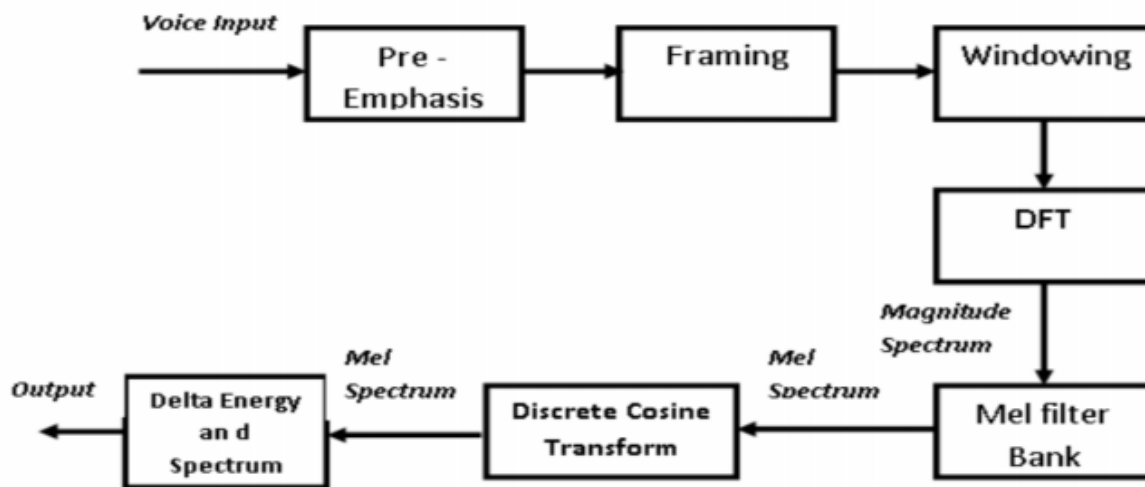 Voice Input
Pre -
Emphasis
Framing
Windowing
DFT
Magnitude
Spectrum
Mel filter
Bank
Mel
Spectrum
Discrete Cosine
Transform
Mel
Spectrum
Delta Energy
an d
Spectrum
Output